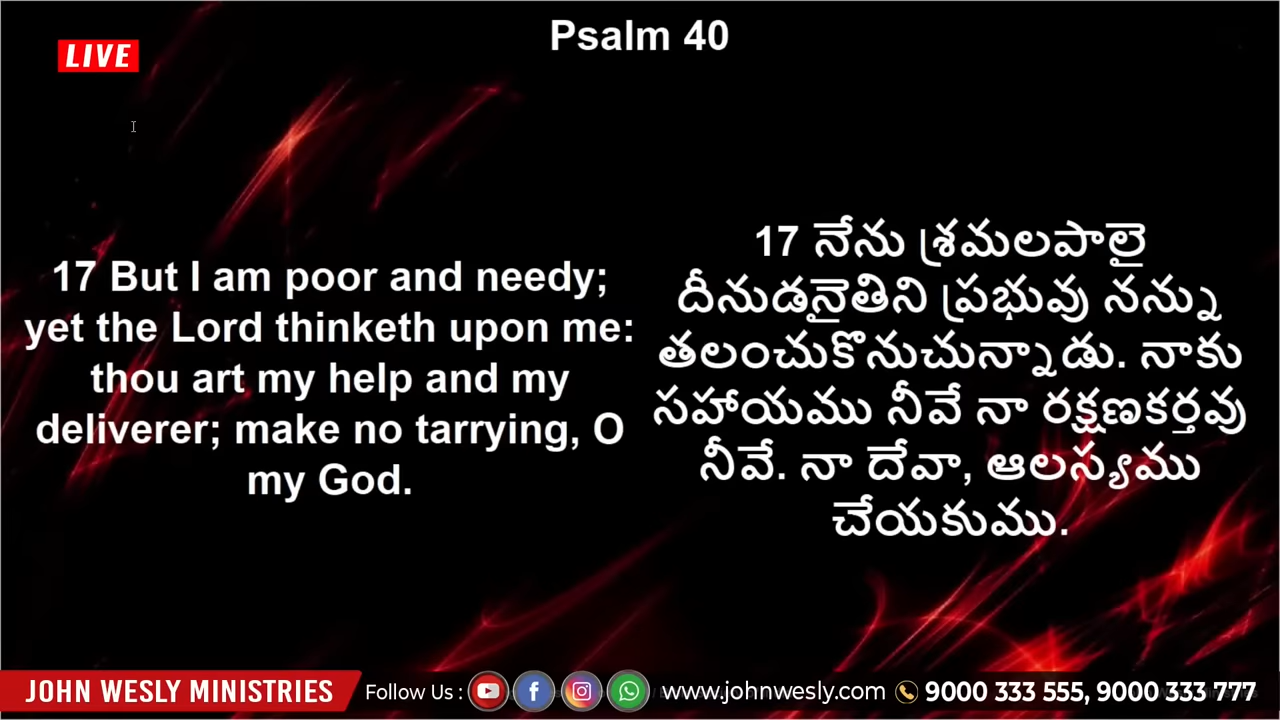 Psalm 40
LIVE
17 But I am poor and needy;
yet the Lord thinketh upon me:
thou art my help and my
deliverer; make no tarrying, O
my God.
17 నేను శ్రమలపాలై
దీనుడనైతిని ప్రభువు నన్ను
తలంచుకొనుచున్నాడు. నాకు
సహాయము నీవే నా రక్షణకర్తవు
నీవే. నా దేవా, ఆలస్యము
చేయకుము.
JOHN WESLY MINISTRIES Follow Us : www.johnwesly.com 9000 333 555, 9000 333 777